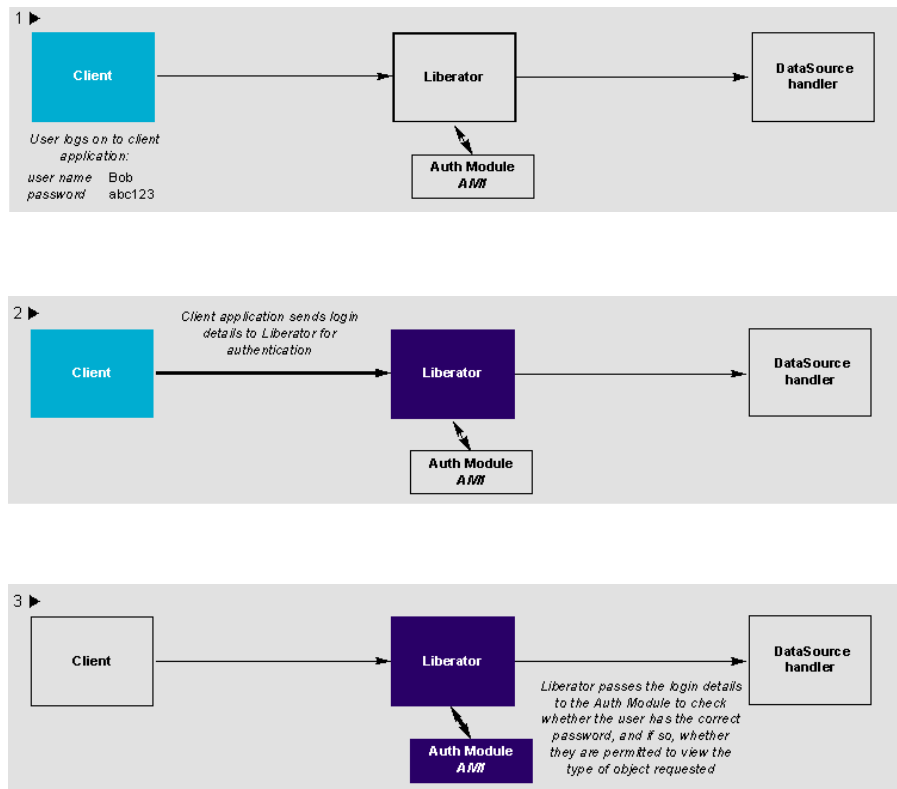 1
Client
Liberator
DataSource
handler
User logs on to client
application:
user name Bob
password abc123
Auth Module
AMI
2
Client application sends login
details to Liberator for
authentication
Client
Liberator
DataSource
handler
Auth Module
AMI
3
Client
Liberator
DataSource
handler
Liberator passes the login details
to the Auth Module to check
whether the user has the correct
password, and if so, whether
they are permitted to view the
type of object requested
Auth Module
AMI